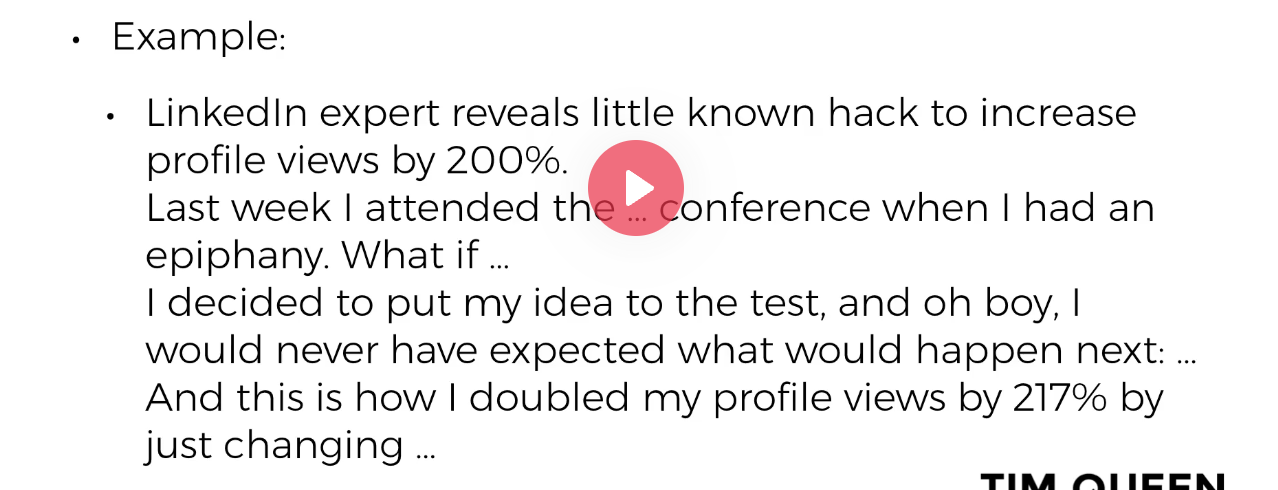 • Example:
• LinkedIn expert reveals little known hack to increase
profile views by 200%.
Last week I attended the ... conference when I had an
epiphany. What if ...
I decided to put my idea to the test, and oh boy, I
would never have expected what would happen next: ...
And this is how I doubled my profile views by 217% by
just changing ...
TIM QUEEN